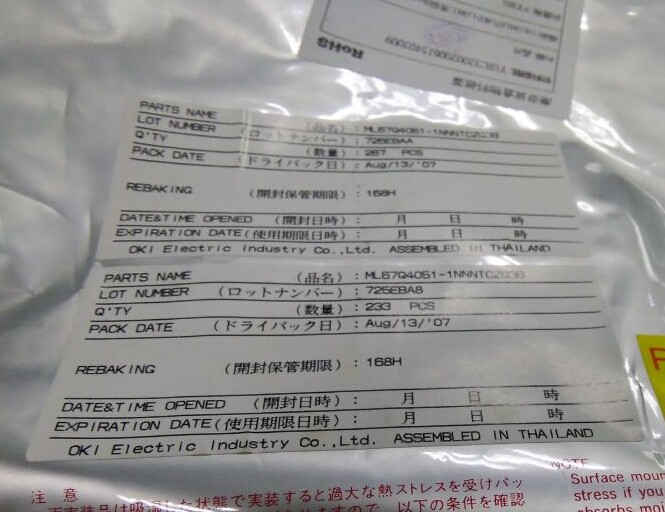 RoHS
PARTS NAME (品名) : ML67Q4051-1NNNTCZ03B
LOT NUMBER (ロットナンバー) : 725EBAA
Q'TY (数量) : 267 PCS
PACK DATE (ドライパック日) : Aug/13/'07
REBAKING (開封保管期限) : 168H
DATE&TIME OPENED (開封日時) : 月 日 時
EXPIRATION DATE(使用期限日時) : 月 日 時
OKI Electric Industry Co.,Ltd. ASSEMBLED IN THAILAND
PARTS NAME (品名) : ML67Q4051-1NNNTCZ03B
LOT NUMBER (ロットナンバー) : 725EBA8
Q'TY (数量) : 233 PCS
PACK DATE (ドライパック日) : Aug/13/'07
REBAKING (開封保管期限) : 168H
DATE&TIME OPENED (開封日時) : 月 日 時
EXPIRATION DATE(使用期限日時) : 月 日 時
OKI Electric Industry Co.,Ltd. ASSEMBLED IN THAILAND
注 意
状態で実装すると過大な熱ストレスを受けパッ
以下の条件を確認
NOTE
Surface moun
stress if you
absorbs moi